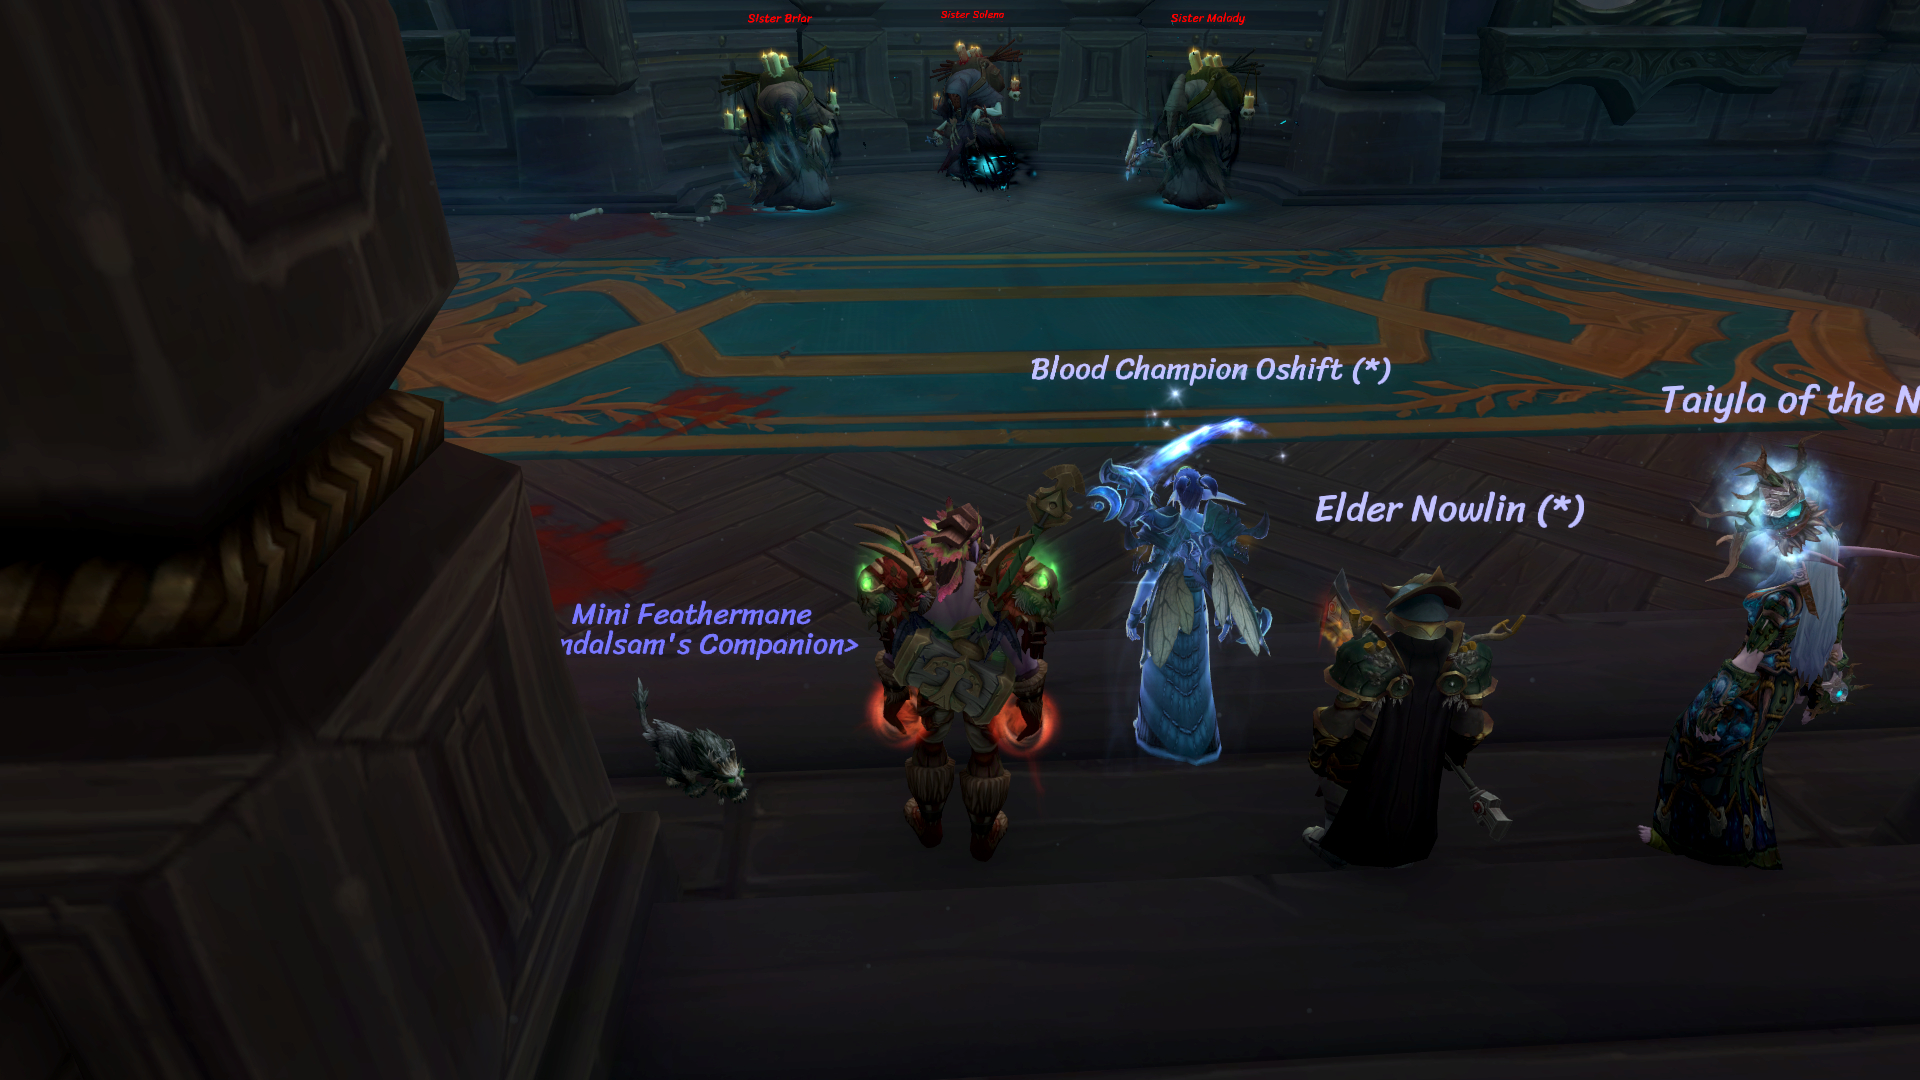 Sister Briar
Sister Solena
Sister Malady
Blood Champion Oshift (*)
Taiyla of the N
Elder Nowlin (*)
Mini Feathermane
ndalsam's Companion>